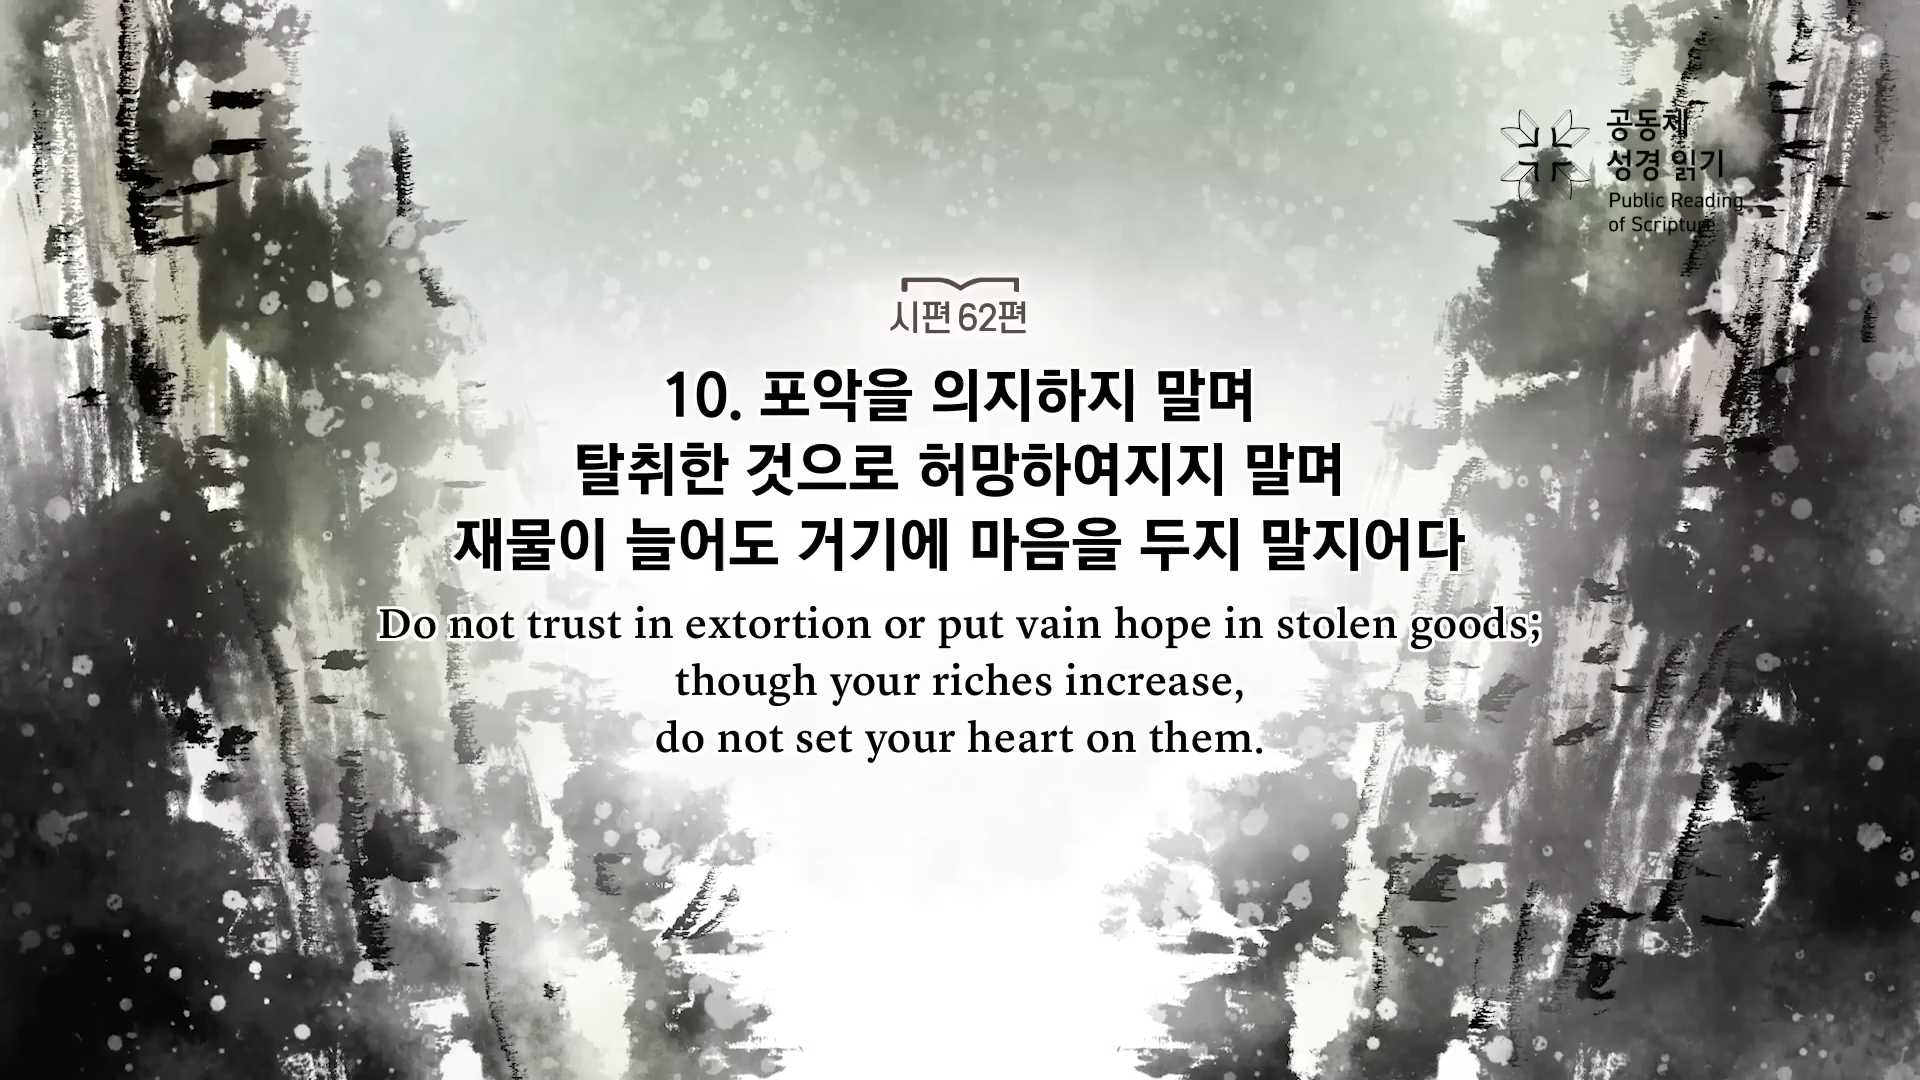 공동체
성경 읽기
Public Reading
of Scripture
시편 62편
10. 포악을 의지하지 말며
탈취한 것으로 허망하여지지 말며
재물이 늘어도 거기에 마음을 두지 말지어다
Do not trust in extortion or put vain hope in stolen goods;
though your riches increase,
do not set your heart on them.